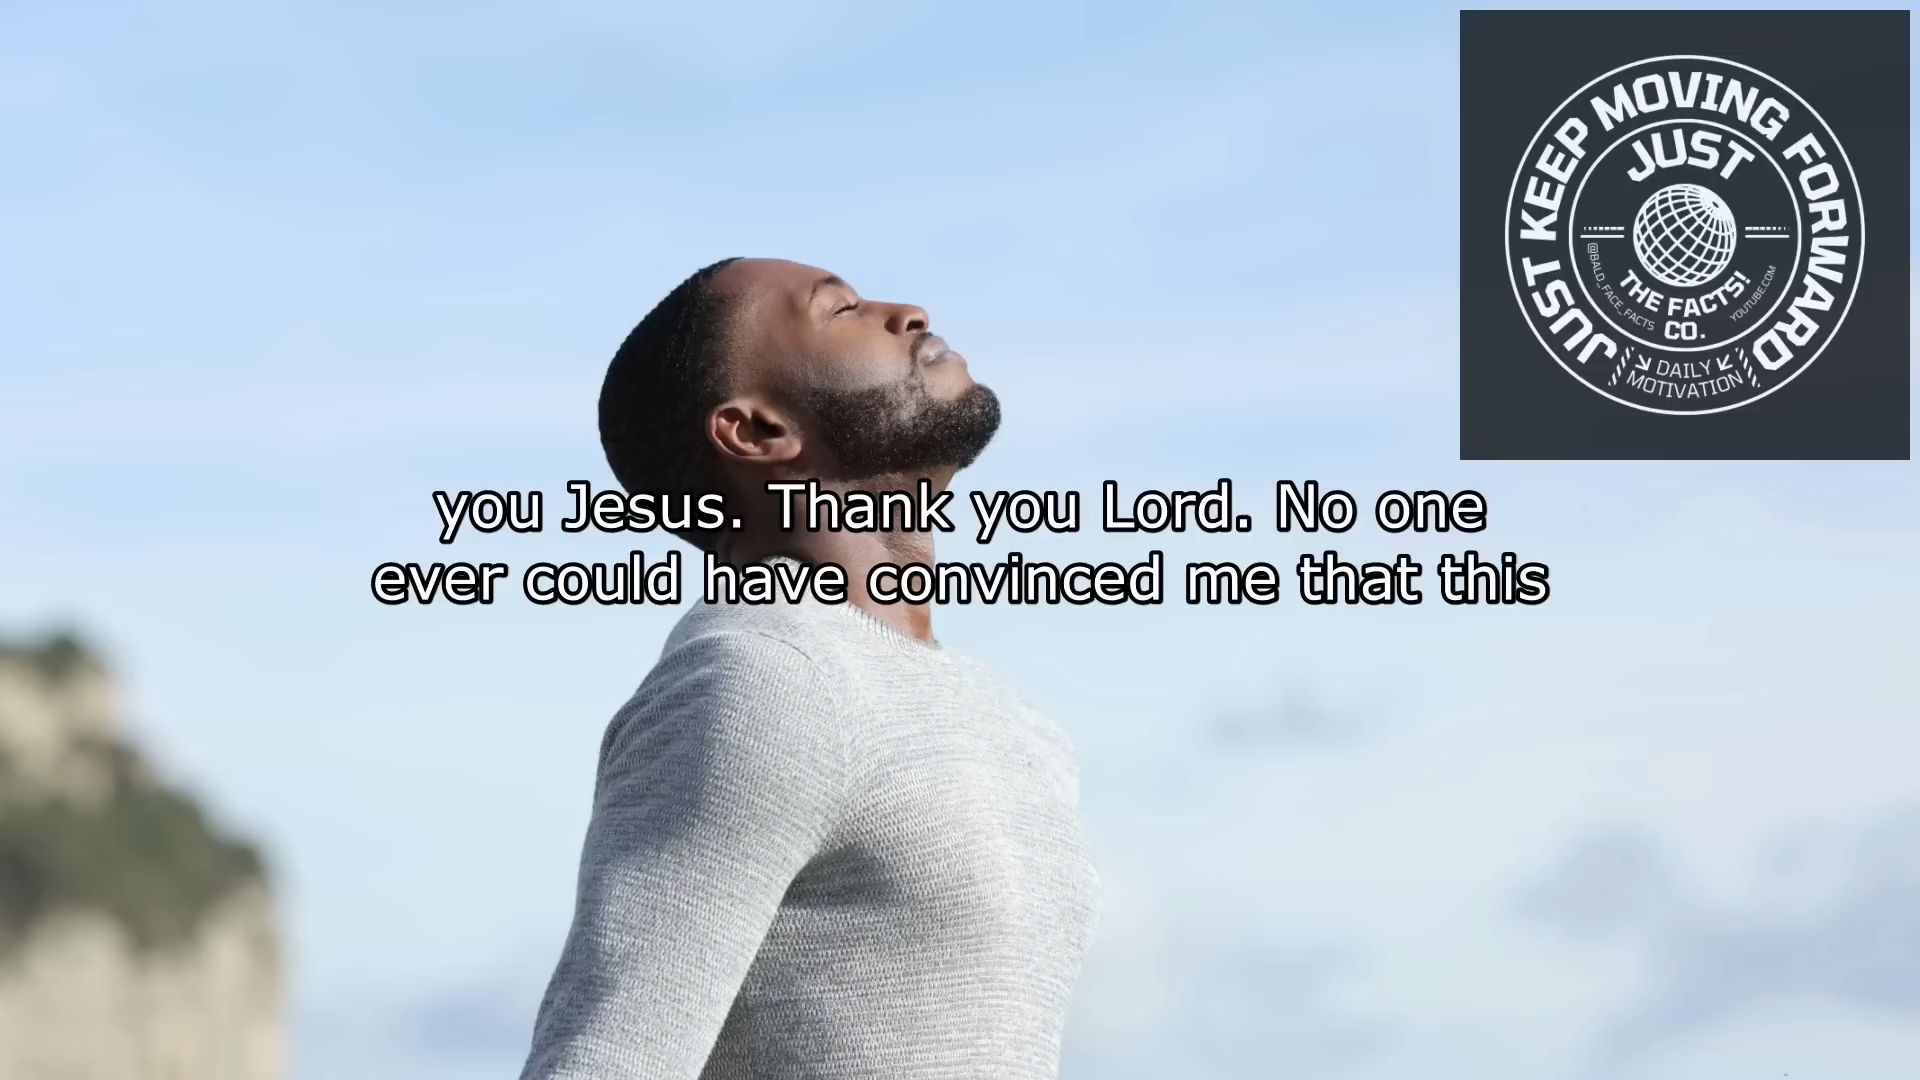 you Jesus. Thank you Lord. No one
ever could have convinced me that this
JUST KEEP MOVING FORWARD
JUST
THE FACTS!
CO.
@BALD_FACE_FACTS
YOUTUBE.COM
DAILY
MOTIVATION